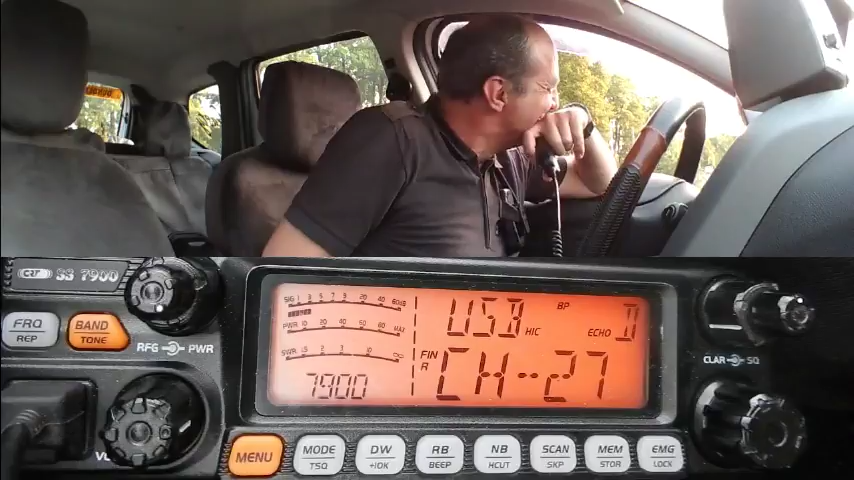 CRT SS 7900
FRQ
REP
BAND
TONE
RFG PWR
SIG 1 3 5 7 9 20 40 60dB
PWR 10 20 40 60 MAX
SWR 1.5 2 3 10 ∞
7900
USB HIC BP ECHO D
FIN
R
CH-27
CLAR SQ
MENU
MODE
TSQ
DW
+10K
RB
BEEP
NB
HCUT
SCAN
SKP
MEM
STOR
EMG
LOCK